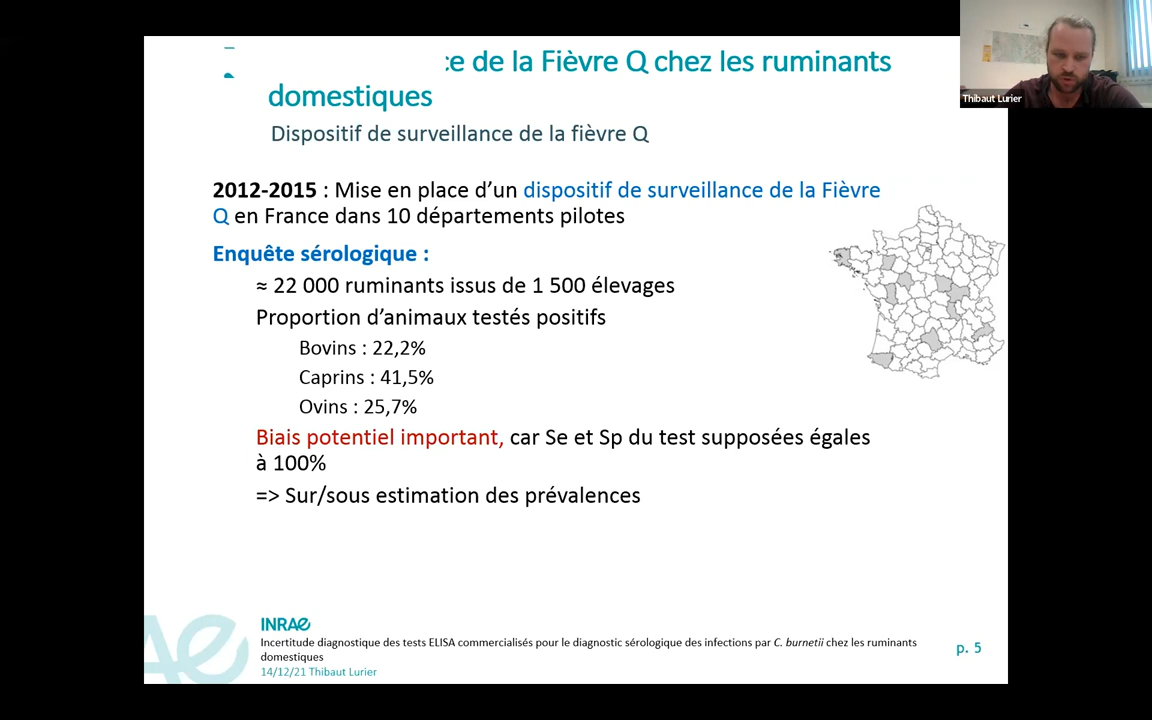 de la Fièvre Q chez les ruminants
domestiques
Dispositif de surveillance de la fièvre Q
Thibaut Lurier
2012-2015 : Mise en place d’un dispositif de surveillance de la Fièvre
Q en France dans 10 départements pilotes
Enquête sérologique :
≈ 22 000 ruminants issus de 1 500 élevages
Proportion d’animaux testés positifs
Bovins : 22,2%
Caprins : 41,5%
Ovins : 25,7%
Biais potentiel important, car Se et Sp du test supposées égales
à 100%
=> Sur/sous estimation des prévalences
INRAE
Incertitude diagnostique des tests ELISA commercialisés pour le diagnostic sérologique des infections par C. burnetii chez les ruminants
domestiques
14/12/21 Thibaut Lurier
p. 5